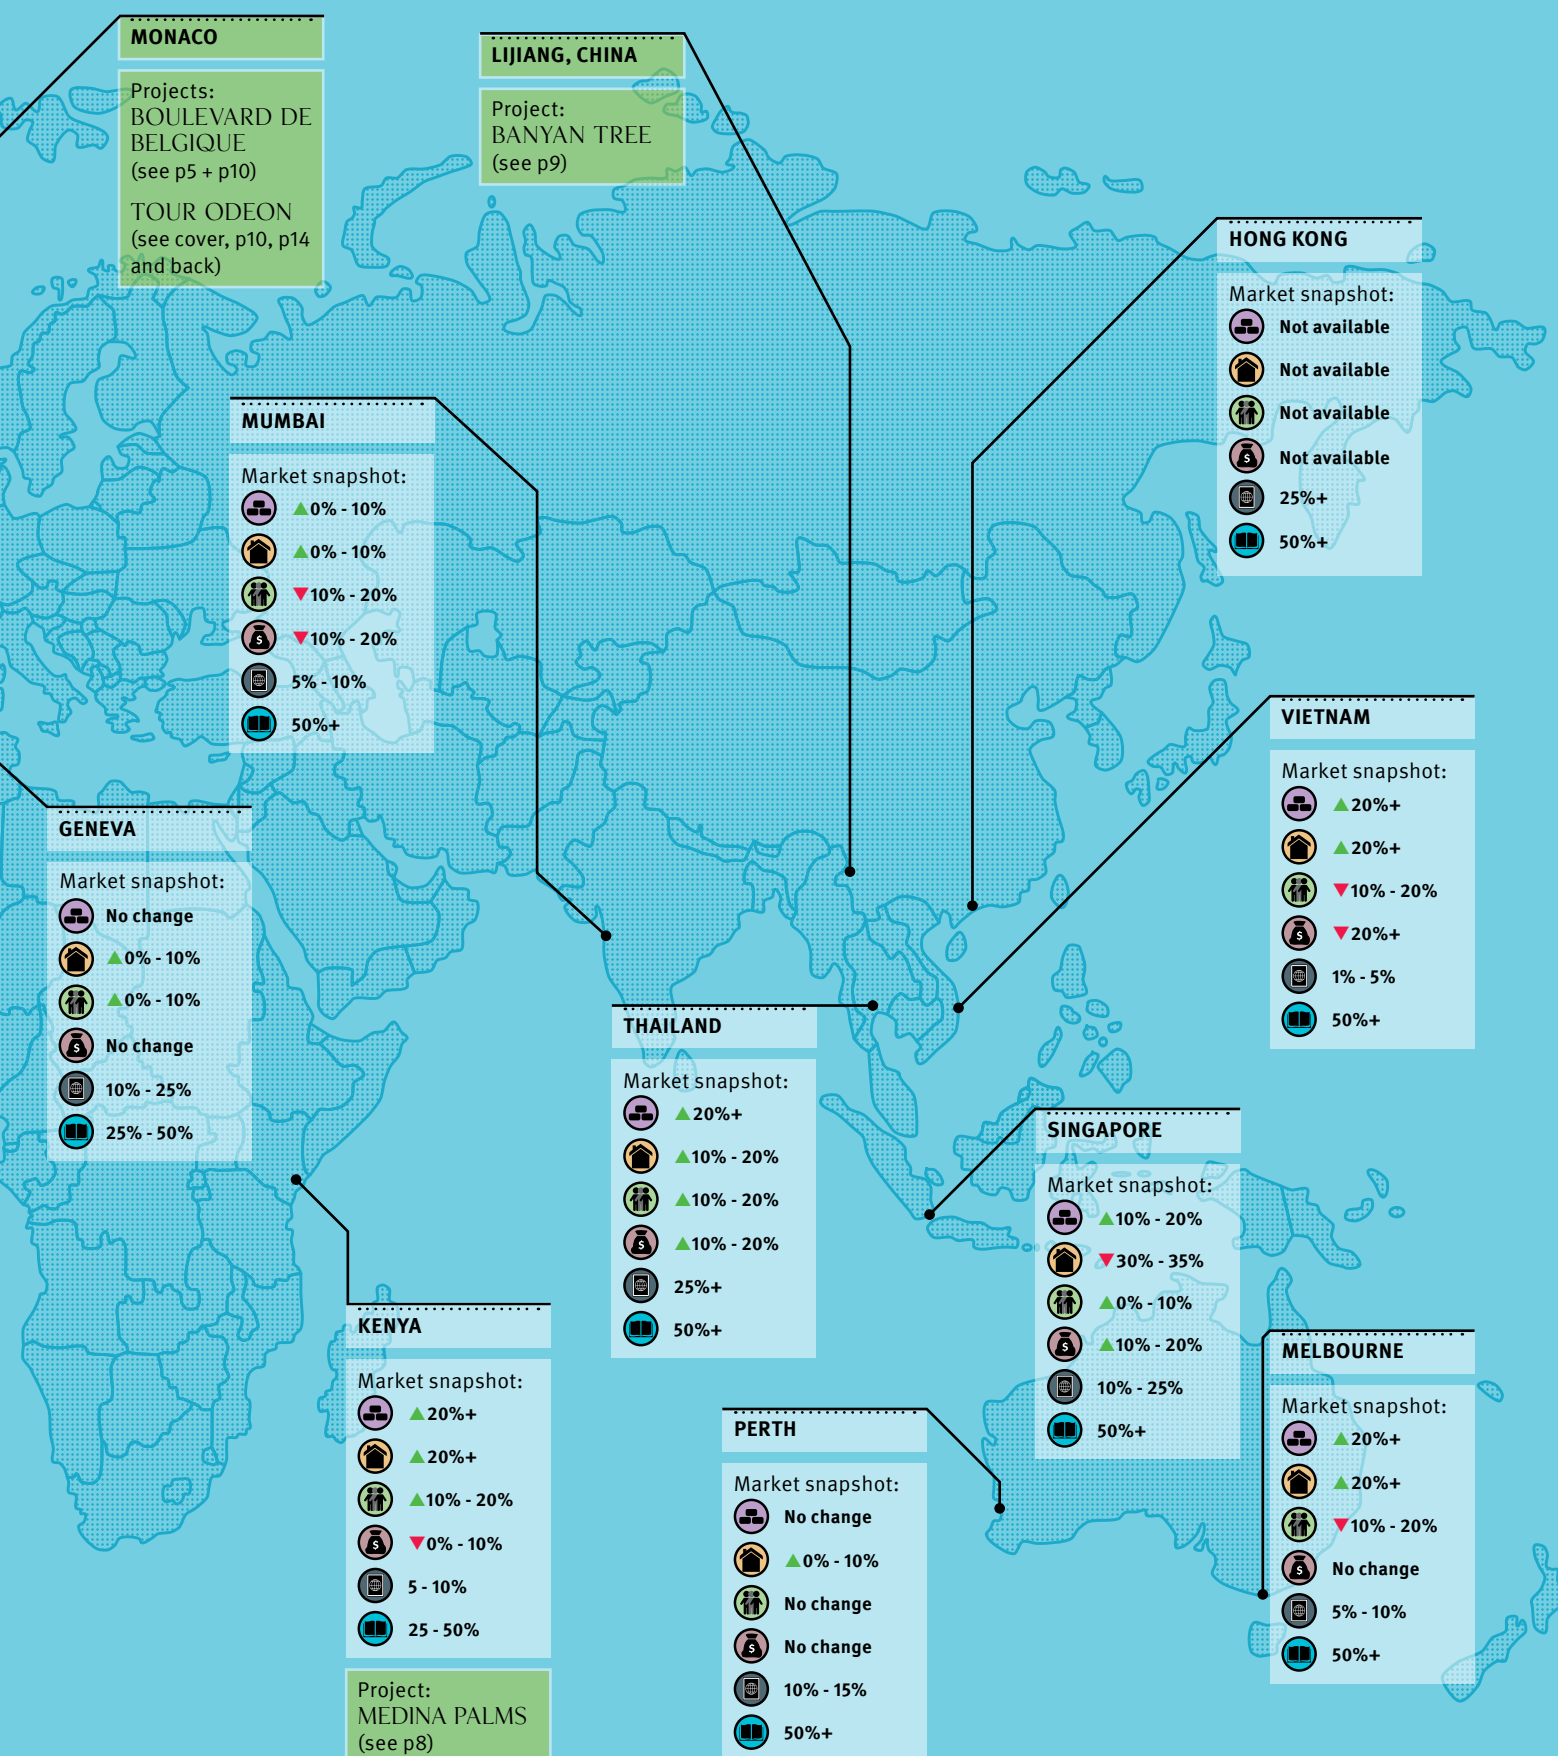 MONACO
Projects:
BOULEVARD DE
BELGIQUE
(see p5 + p10)
TOUR ODEON
(see cover, p10, p14
and back)
LIJIANG, CHINA
Project:
BANYAN TREE
(see p9)
HONG KONG
Market snapshot:
Not available
Not available
Not available
$ Not available
25%+
50%+
MUMBAI
Market snapshot:
▲0% - 10%
▲0% - 10%
▼10% - 20%
$ ▼10% - 20%
5% - 10%
50%+
VIETNAM
Market snapshot:
▲20%+
▲20%+
▼10% - 20%
$ ▼20%+
1% - 5%
50%+
GENEVA
Market snapshot:
No change
▲0% - 10%
▲0% - 10%
$ No change
10% - 25%
25% - 50%
THAILAND
Market snapshot:
▲20%+
▲10% - 20%
▲10% - 20%
$ ▲10% - 20%
25%+
50%+
SINGAPORE
Market snapshot:
▲10% - 20%
▼30% - 35%
▲0% - 10%
$ ▲10% - 20%
10% - 25%
50%+
KENYA
Market snapshot:
▲20%+
▲20%+
▲10% - 20%
$ ▼0% - 10%
5 - 10%
25 - 50%
Project:
MEDINA PALMS
(see p8)
PERTH
Market snapshot:
No change
▲0% - 10%
No change
$ No change
10% - 15%
50%+
MELBOURNE
Market snapshot:
▲20%+
▲20%+
▼10% - 20%
$ No change
5% - 10%
50%+